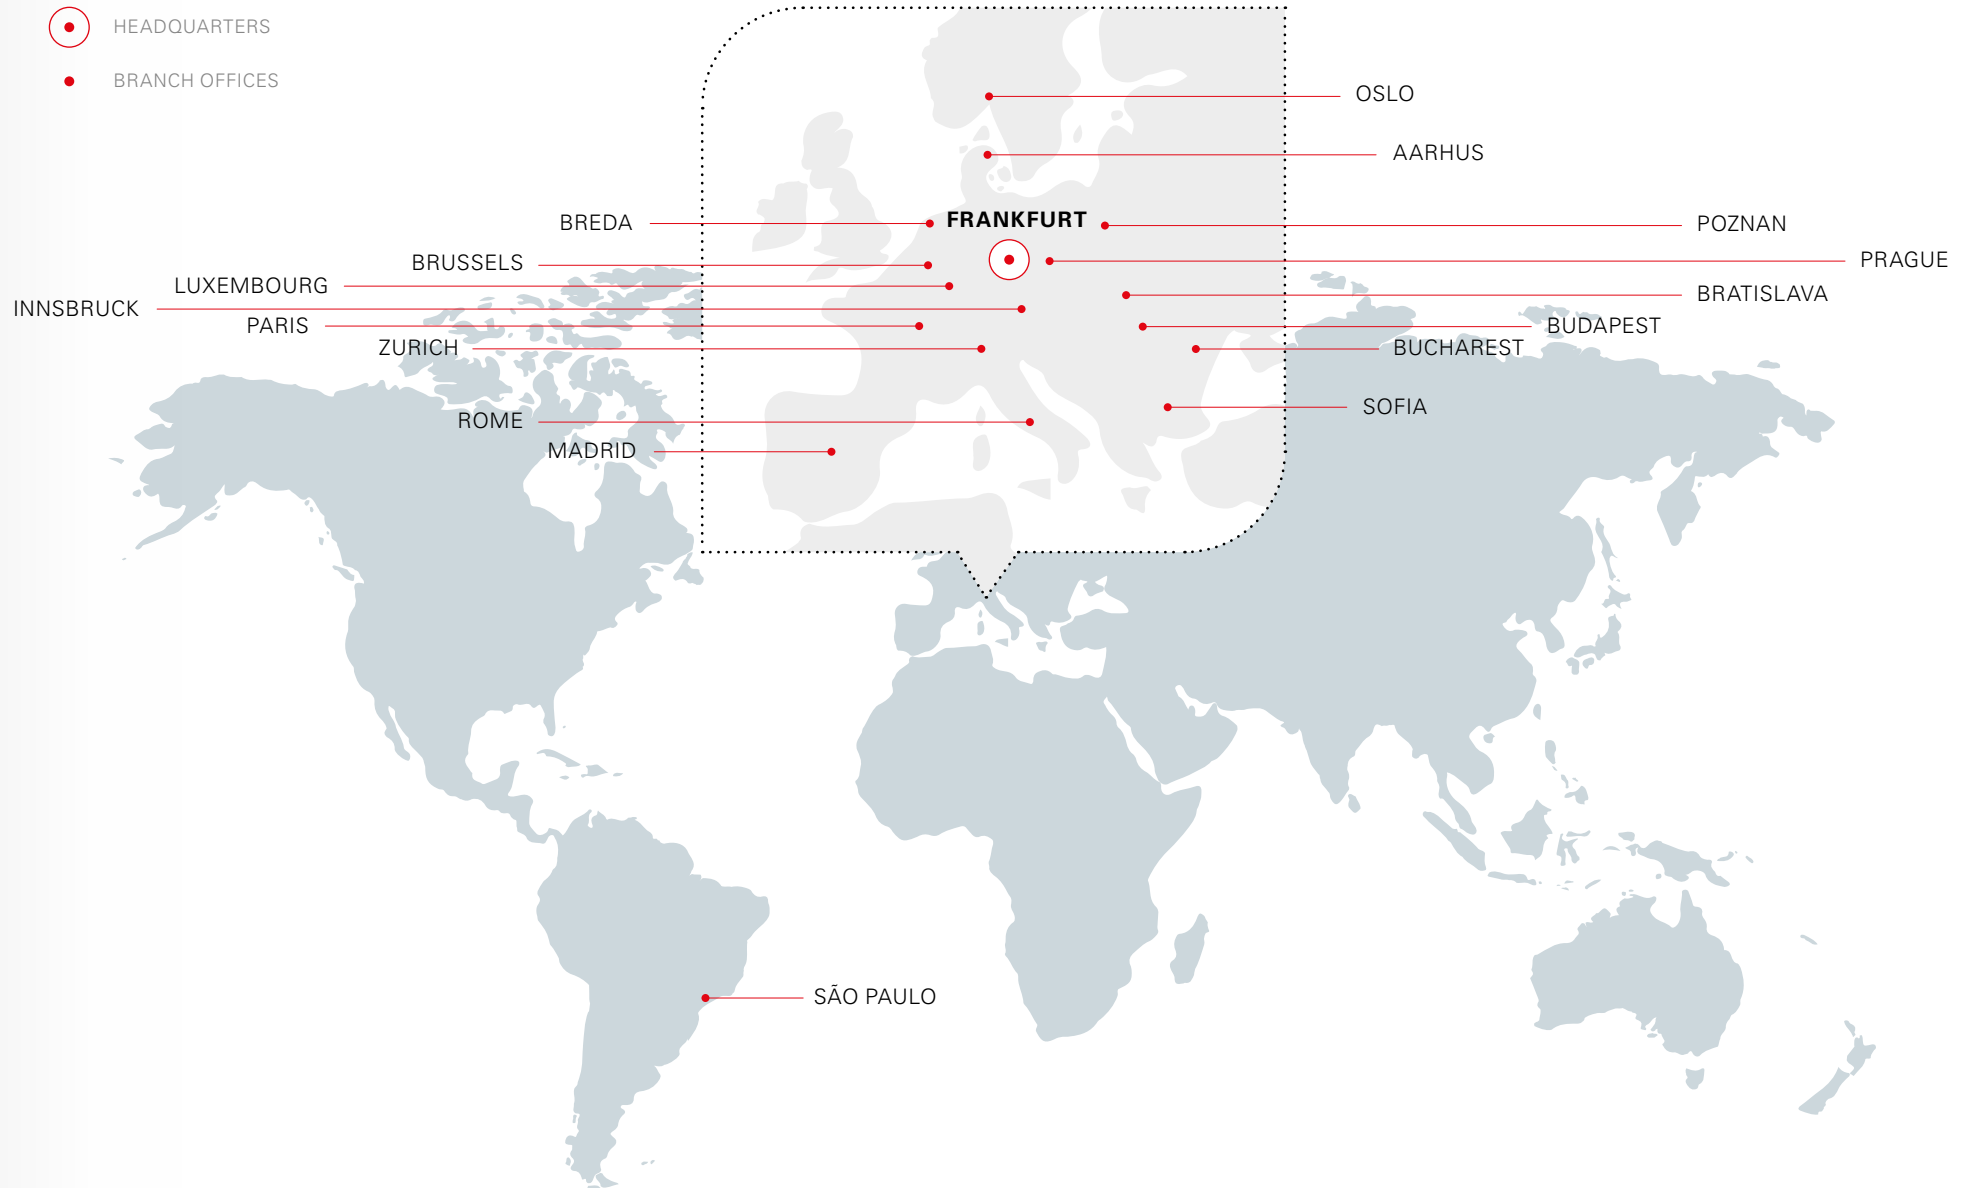 HEADQUARTERS
BRANCH OFFICES
OSLO
AARHUS
BREDA
FRANKFURT
POZNAN
BRUSSELS
PRAGUE
LUXEMBOURG
BRATISLAVA
INNSBRUCK
PARIS
BUDAPEST
ZURICH
BUCHAREST
SOFIA
ROME
MADRID
SÃO PAULO